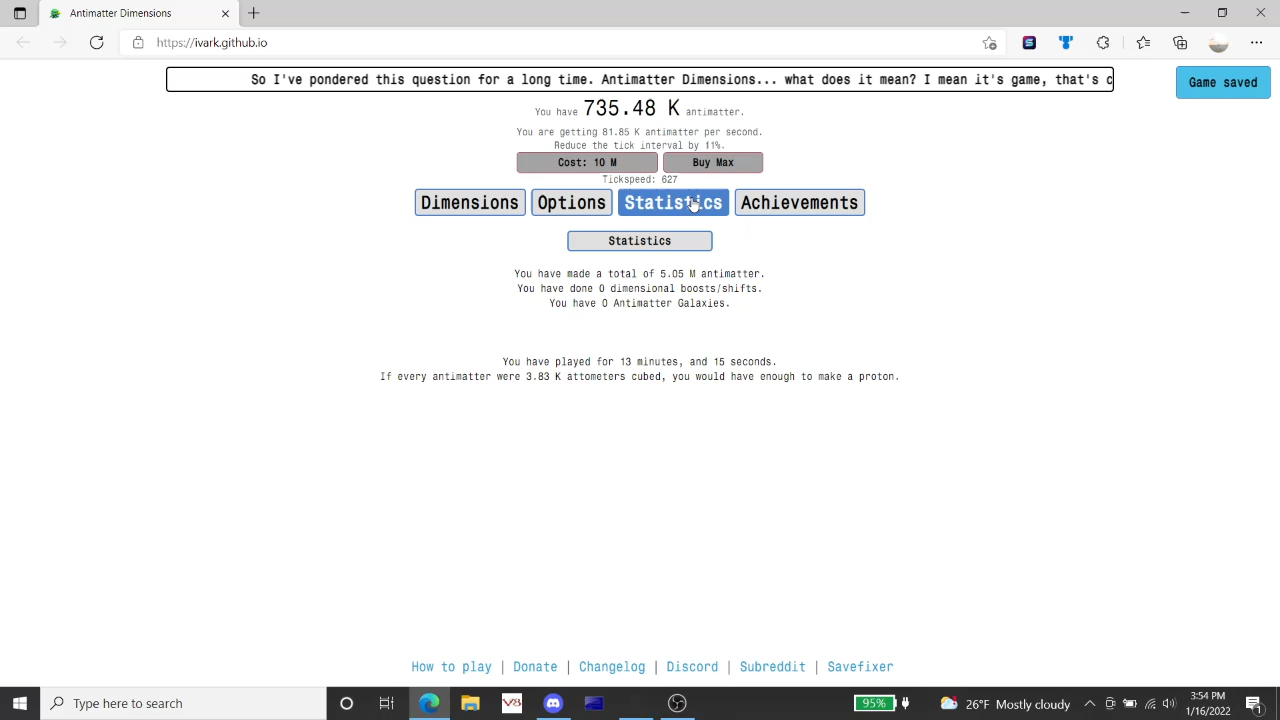 Antimatter Dimensions
https://ivark.github.io
So I've pondered this question for a long time. Antimatter Dimensions... what does it mean? I mean it's game, that's c
Game saved
You have 735.48 K antimatter.
You are getting 81.85 K antimatter per second.
Reduce the tick interval by 11%.
Cost: 10 M
Buy Max
Tickspeed: 627
Dimensions
Options
Statistics
Achievements
Statistics
You have made a total of 5.05 M antimatter.
You have done 0 dimensional boosts/shifts.
You have 0 Antimatter Galaxies.
You have played for 13 minutes, and 15 seconds.
If every antimatter were 3.83 K attometers cubed, you would have enough to make a proton.
How to play | Donate | Changelog | Discord | Subreddit | Savefixer
Type here to search
V8
95%
26°F Mostly cloudy
3:54 PM
1/16/2022
1